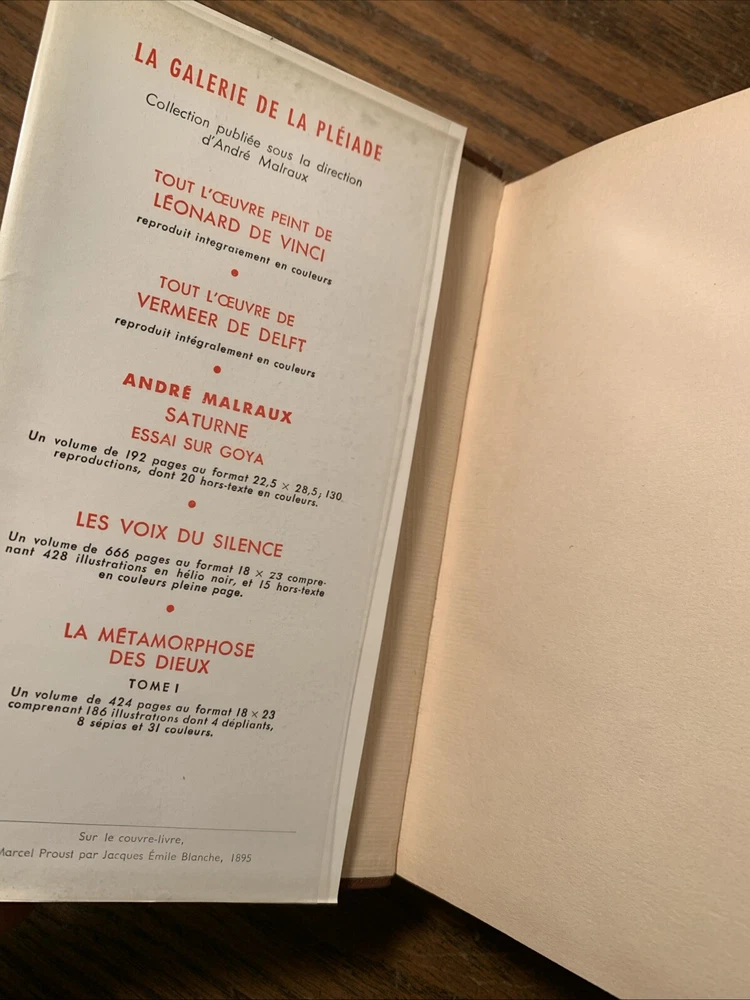 LA GALERIE DE LA PLÉIADE
Collection publiée sous la direction
d'André Malraux
TOUT L'ŒUVRE PEINT DE
LÉONARD DE VINCI
reproduit intégralement en couleurs
●
TOUT L'ŒUVRE DE
VERMEER DE DELFT
reproduit intégralement en couleurs
●
ANDRÉ MALRAUX
SATURNE
ESSAI SUR GOYA
Un volume de 192 pages au format 22,5 × 28,5; 130
reproductions, dont 20 hors-texte en couleurs.
●
LES VOIX DU SILENCE
Un volume de 666 pages au format 18 × 23 compre-
nant 428 illustrations en hélio noir, et 15 hors-texte
en couleurs pleine page.
●
LA MÉTAMORPHOSE
DES DIEUX
TOME I
Un volume de 424 pages au format 18 × 23
comprenant 186 illustrations dont 4 dépliants,
8 sépias et 31 couleurs.
Sur le couvre-livre,
Marcel Proust par Jacques Émile Blanche, 1895